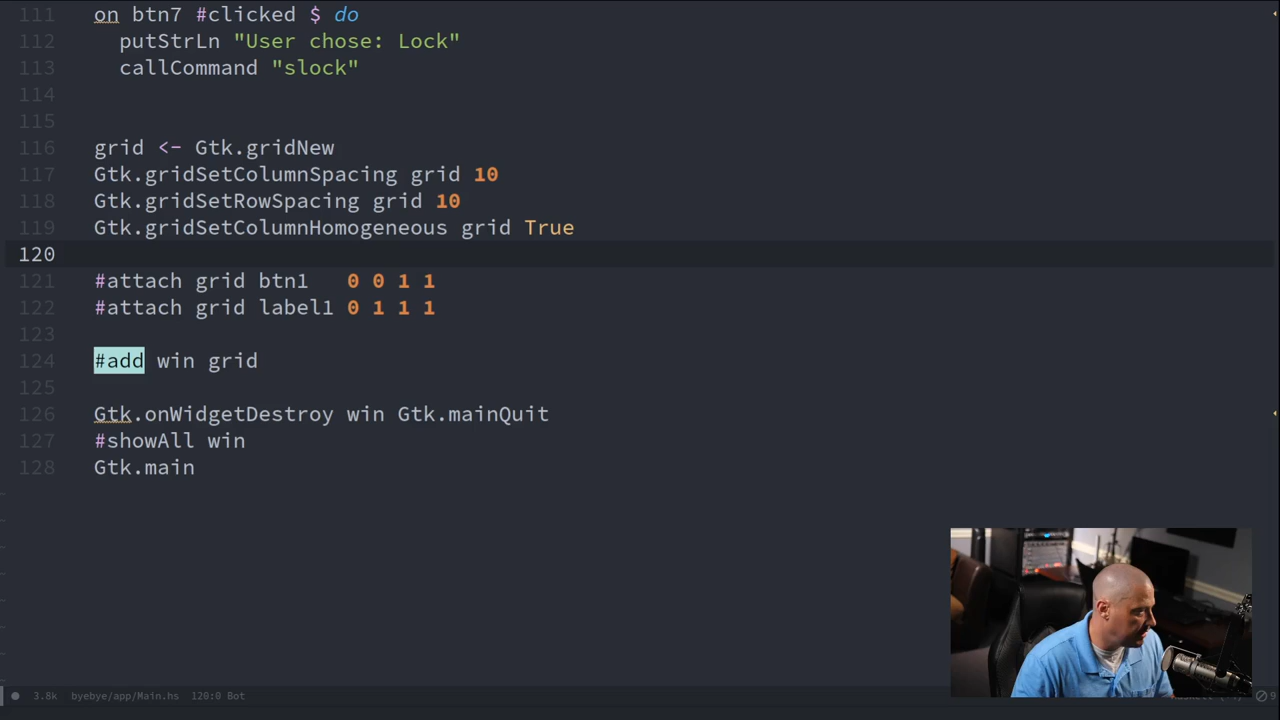 111 on btn7 #clicked $ do
112 putStrLn "User chose: Lock"
113 callCommand "slock"
114
115
116 grid <- Gtk.gridNew
117 Gtk.gridSetColumnSpacing grid 10
118 Gtk.gridSetRowSpacing grid 10
119 Gtk.gridSetColumnHomogeneous grid True
120
121 #attach grid btn1 0 0 1 1
122 #attach grid label1 0 1 1 1
123
124 #add win grid
125
126 Gtk.onWidgetDestroy win Gtk.mainQuit
127 #showAll win
128 Gtk.main
3.8k byebye/app/Main.hs 120:0 Bot